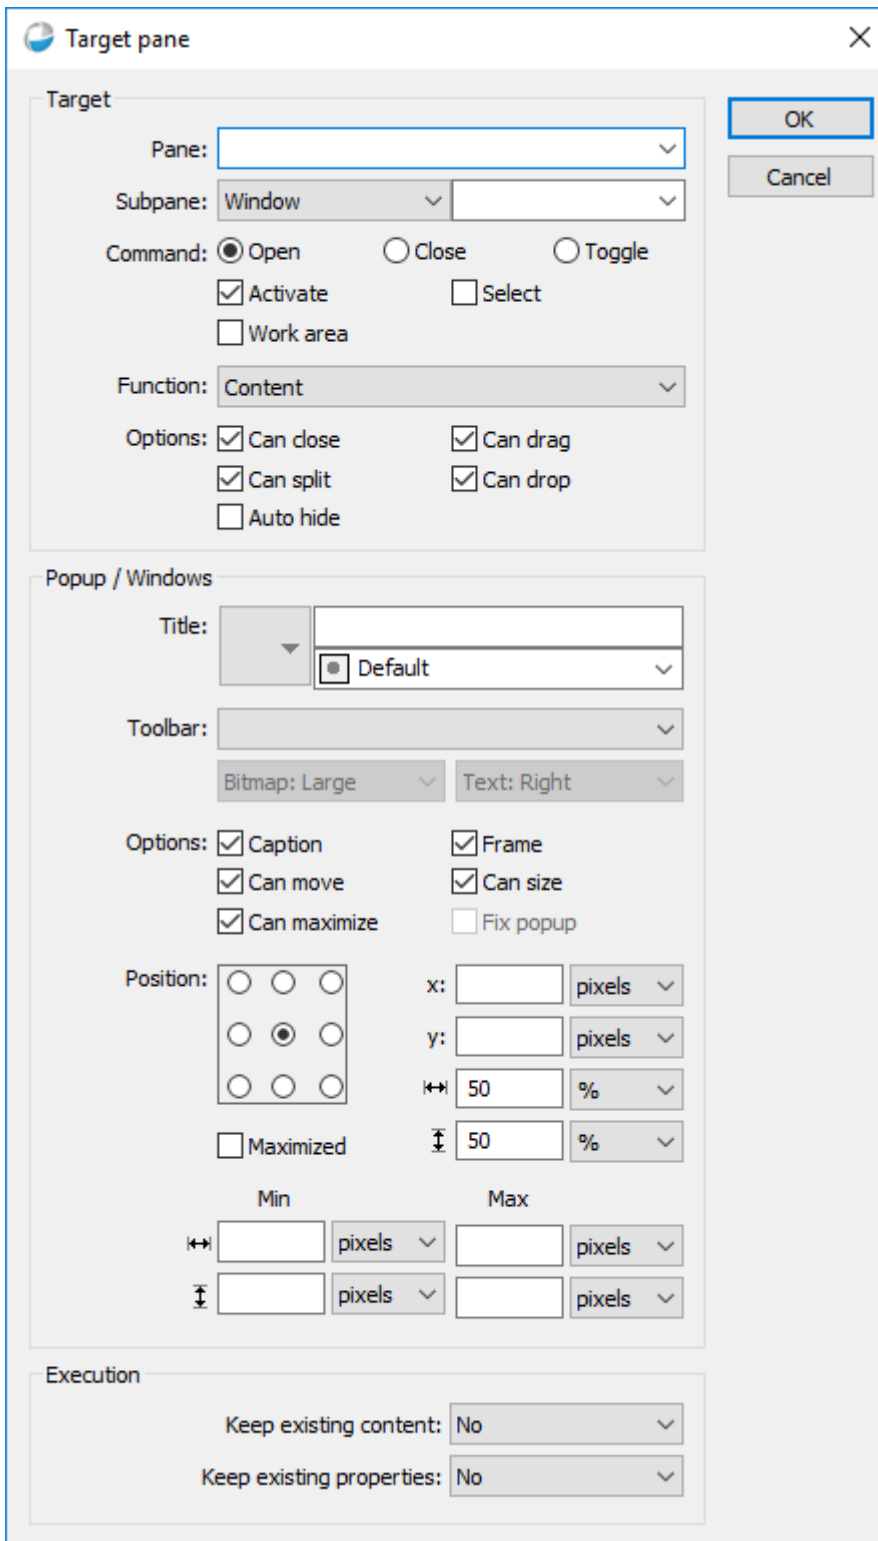 Target pane
Target
OK
Pane:
Cancel
Subpane: Window
Command: Open Close Toggle
Activate Select
Work area
Function: Content
Options: Can close Can drag
Can split Can drop
Auto hide
Popup / Windows
Title:
Default
Toolbar:
Bitmap: Large Text: Right
Options: Caption Frame
Can move Can size
Can maximize Fix popup
Position: x: pixels
y: pixels
50 %
Maximized 50 %
Min Max
pixels pixels
pixels pixels
Execution
Keep existing content: No
Keep existing properties: No